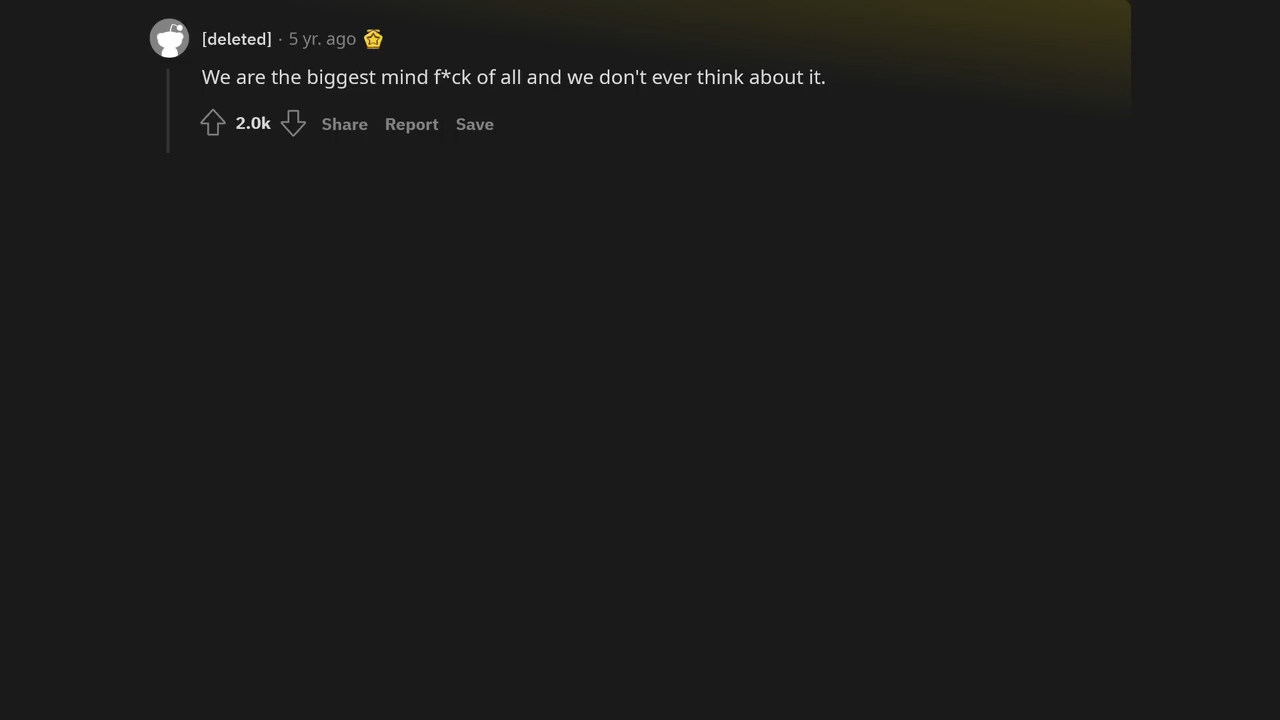 [deleted] · 5 yr. ago
We are the biggest mind f*ck of all and we don't ever think about it.
2.0k Share Report Save